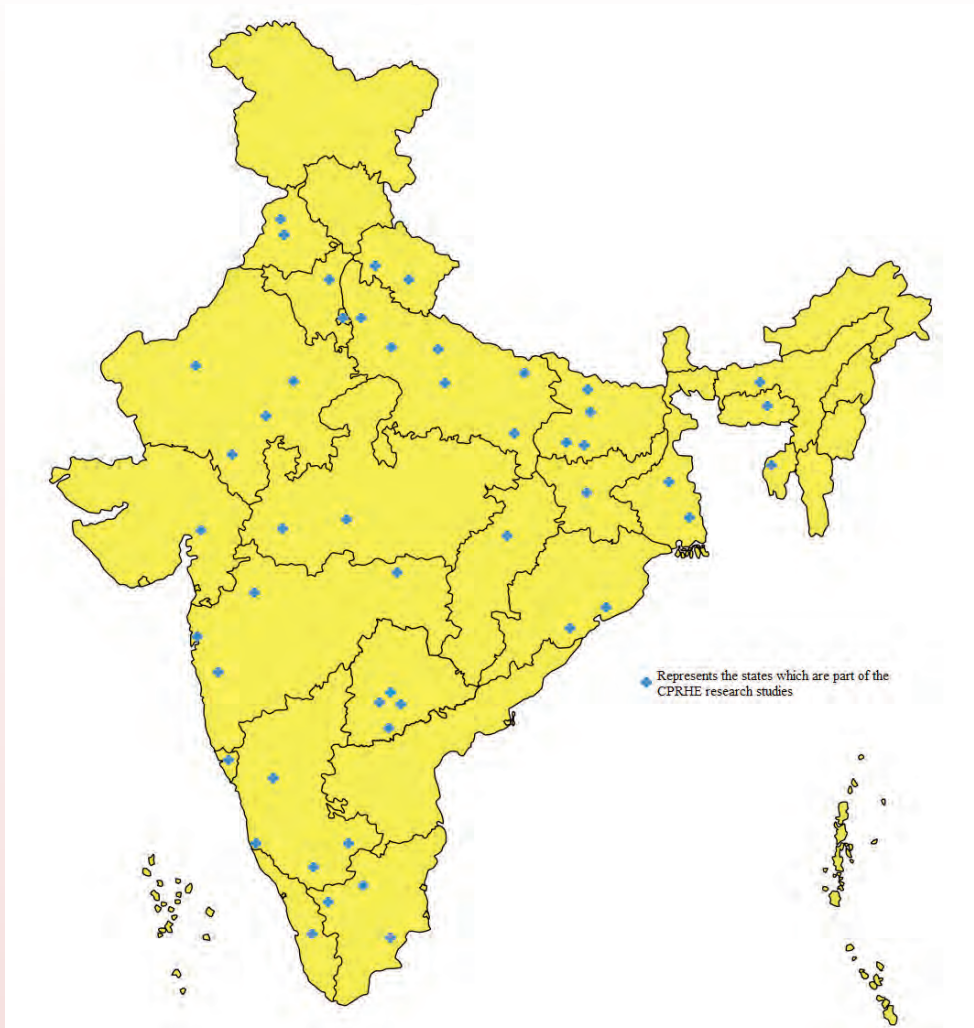 Represents the states which are part of the
CPRHE research studies